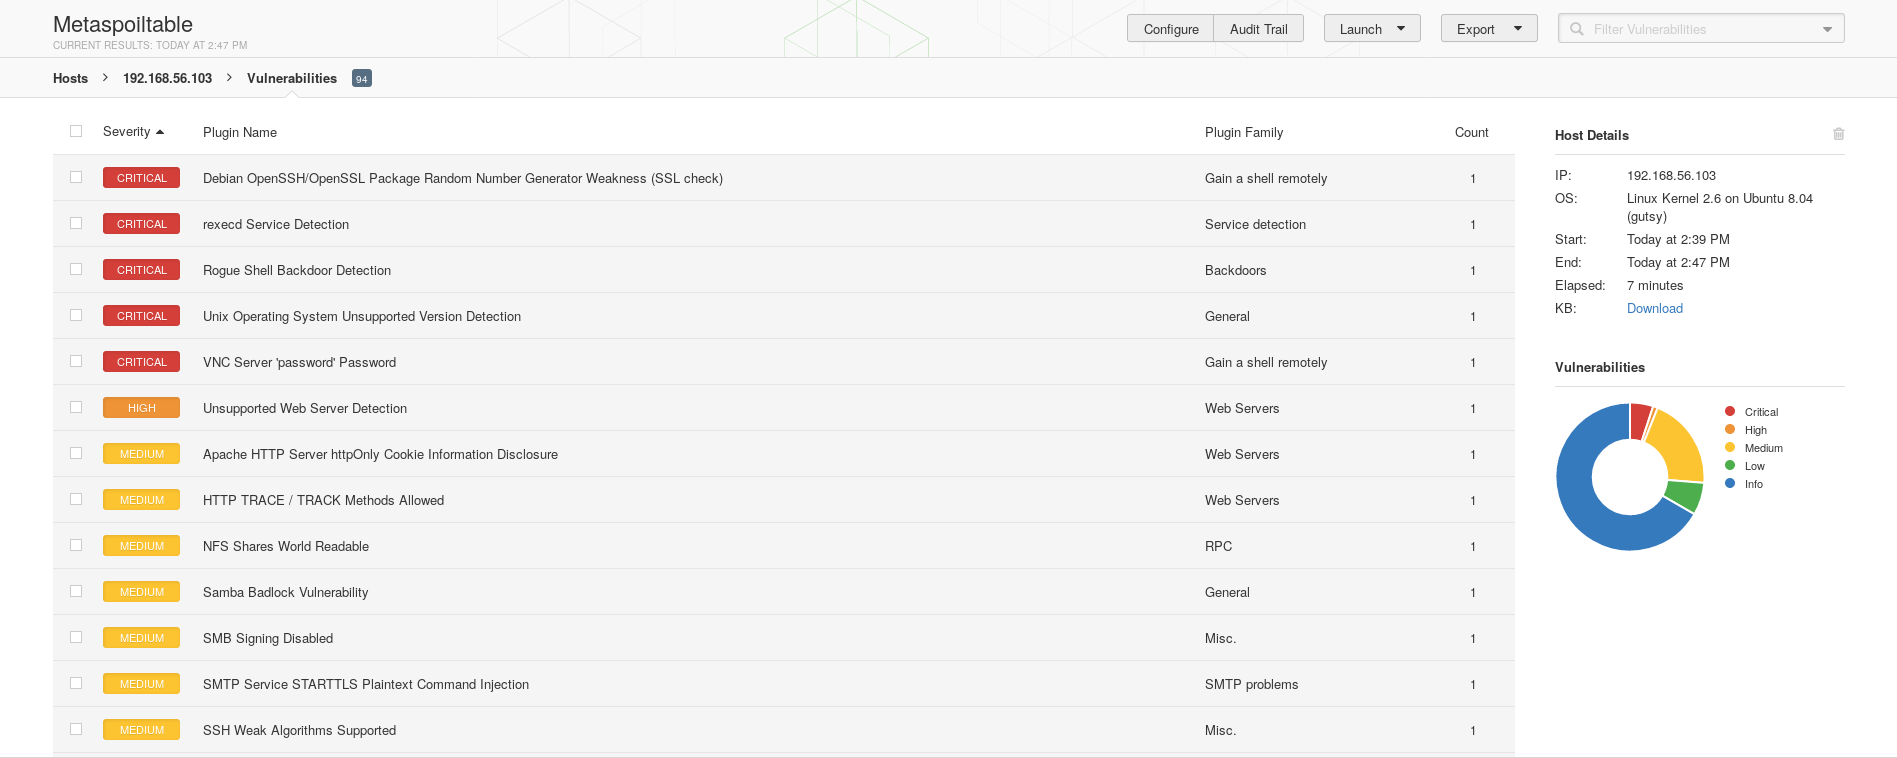 Metaspoiltable
CURRENT RESULTS: TODAY AT 2:47 PM
Configure Audit Trail Launch Export Filter Vulnerabilities
Hosts 192.168.56.103 Vulnerabilities 94
Severity Plugin Name Plugin Family Count
CRITICAL Debian OpenSSH/OpenSSL Package Random Number Generator Weakness (SSL check) Gain a shell remotely 1
CRITICAL rexecd Service Detection Service detection 1
CRITICAL Rogue Shell Backdoor Detection Backdoors 1
CRITICAL Unix Operating System Unsupported Version Detection General 1
CRITICAL VNC Server 'password' Password Gain a shell remotely 1
HIGH Unsupported Web Server Detection Web Servers 1
MEDIUM Apache HTTP Server httpOnly Cookie Information Disclosure Web Servers 1
MEDIUM HTTP TRACE / TRACK Methods Allowed Web Servers 1
MEDIUM NFS Shares World Readable RPC 1
MEDIUM Samba Badlock Vulnerability General 1
MEDIUM SMB Signing Disabled Misc. 1
MEDIUM SMTP Service STARTTLS Plaintext Command Injection SMTP problems 1
MEDIUM SSH Weak Algorithms Supported Misc. 1
Host Details
IP: 192.168.56.103
OS: Linux Kernel 2.6 on Ubuntu 8.04
(gutsy)
Start: Today at 2:39 PM
End: Today at 2:47 PM
Elapsed: 7 minutes
KB: Download
Vulnerabilities
Critical
High
Medium
Low
Info